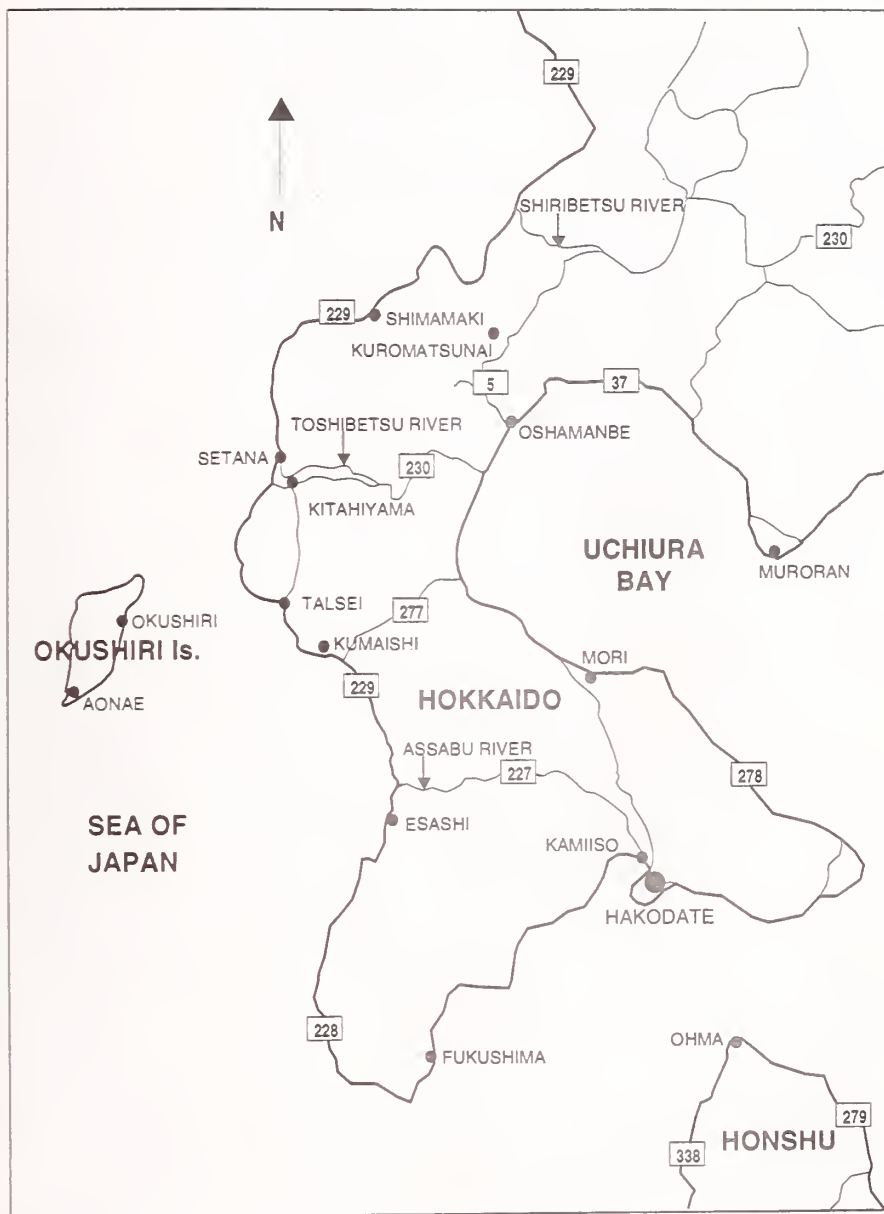 229
N
SHIRIBETSU RIVER
230
229
SHIMAMAKI
KUROMATSUNAI
5
37
TOSHIBETSU RIVER
OSHAMANBE
SETANA
230
KITAHIYAMA
UCHIURA
BAY
MURORAN
TALSEI
277
OKUSHIRI
OKUSHIRI Is.
KUMAISHI
MORI
229
AONAE
HOKKAIDO
ASSABU RIVER
227
278
SEA OF
JAPAN
ESASHI
KAMIISO
HAKODATE
228
OHMA
FUKUSHIMA
279
HONSHU
338